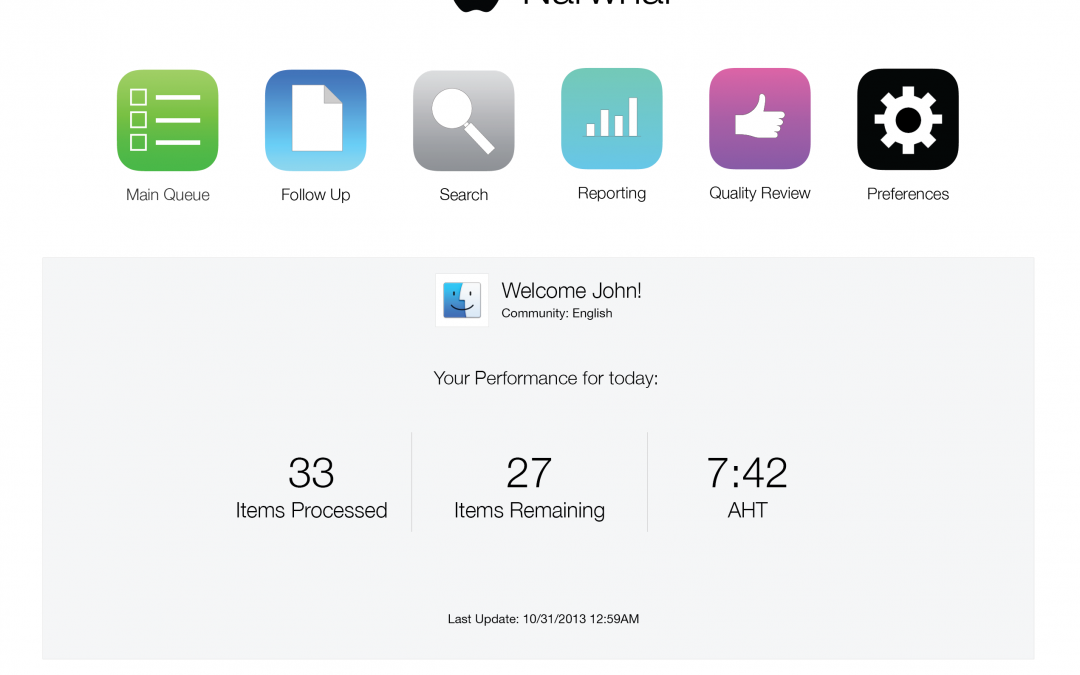 Narwhal
Main Queue
Follow Up
Search
Reporting
Quality Review
Preferences
Welcome John!
Community: English
Your Performance for today:
33
Items Processed
27
Items Remaining
7:42
AHT
Last Update: 10/31/2013 12:59AM